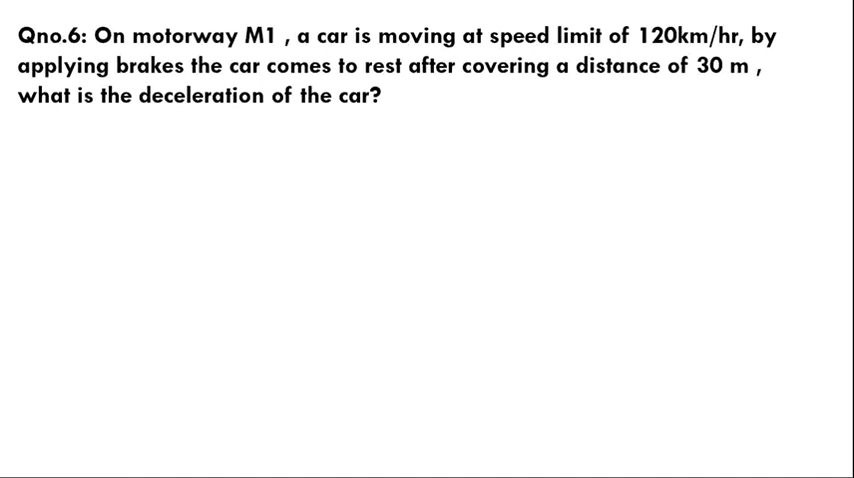 Qno.6: On motorway M1 , a car is moving at speed limit of 120km/hr, by
applying brakes the car comes to rest after covering a distance of 30 m ,
what is the deceleration of the car?